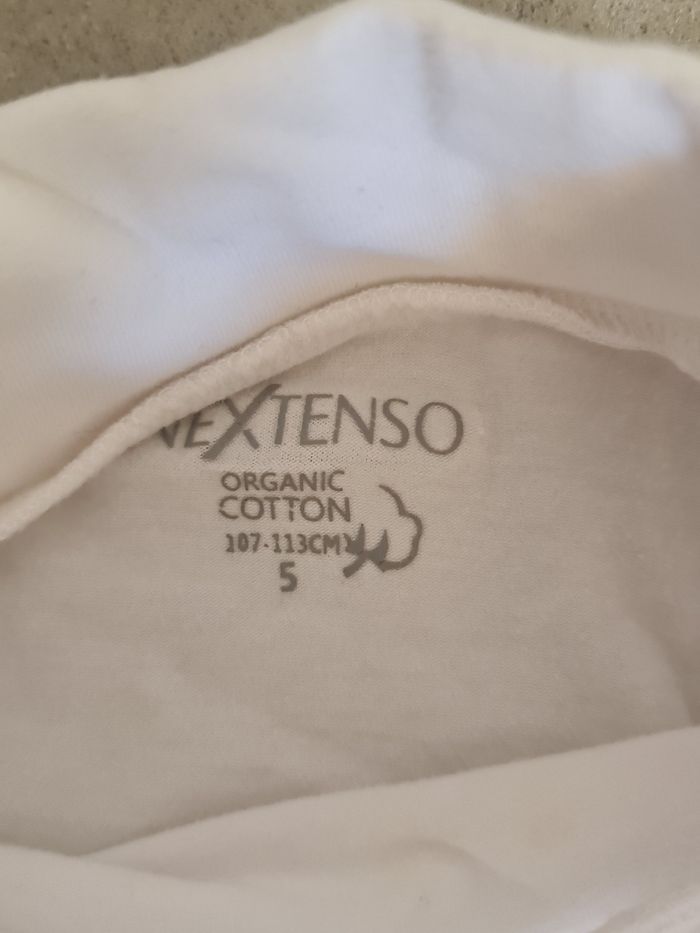 NEXTENSO
ORGANIC
COTTON
107-113CM
5